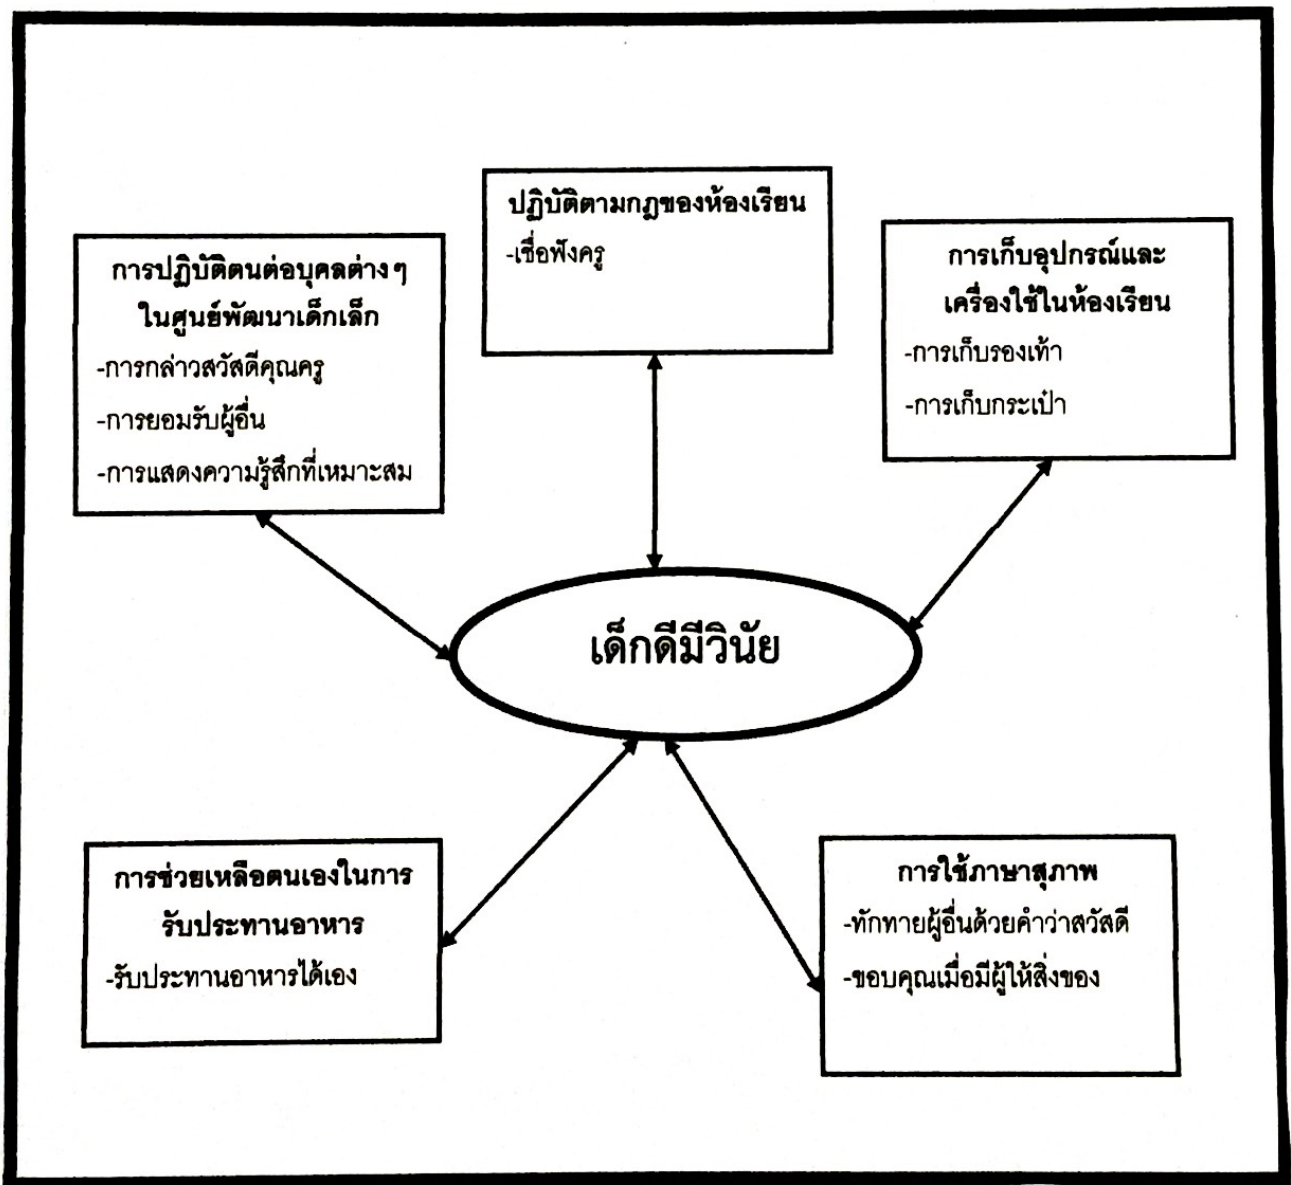 ปฏิบัติตามกฎของห้องเรียน
-เชื่อฟังครู
การปฏิบัติตนต่อบุคลต่างๆ
ในศูนย์พัฒนาเด็กเล็ก
-การกล่าวสวัสดีคุณครู
-การยอมรับผู้อื่น
-การแสดงความรู้สึกที่เหมาะสม
การเก็บอุปกรณ์และ
เครื่องใช้ในห้องเรียน
-การเก็บรองเท้า
-การเก็บกระเป๋า
เด็กดีมีวินัย
การช่วยเหลือตนเองในการ
รับประทานอาหาร
-รับประทานอาหารได้เอง
การใช้ภาษาสุภาพ
-ทักทายผู้อื่นด้วยคำว่าสวัสดี
-ขอบคุณเมื่อมีผู้ให้สิ่งของ